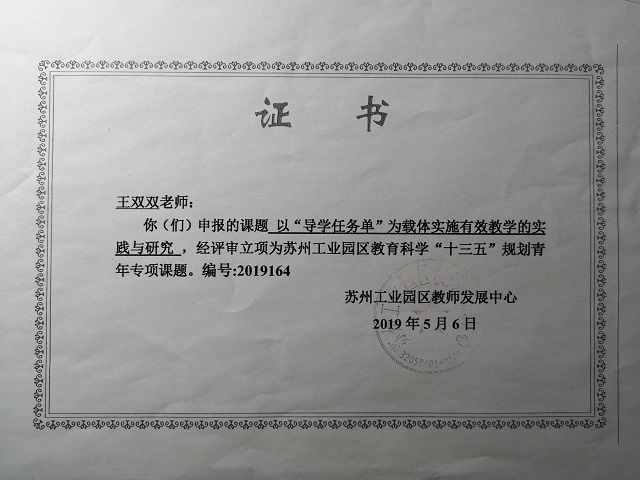 证 书
王双双老师：
你（们）申报的课题 以“导学任务单”为载体实施有效教学的实
践与研究 ，经评审立项为苏州工业园区教育科学“十三五”规划青
年专项课题。编号:2019164
苏州工业园区教师发展中心
2019 年 5 月 6 日